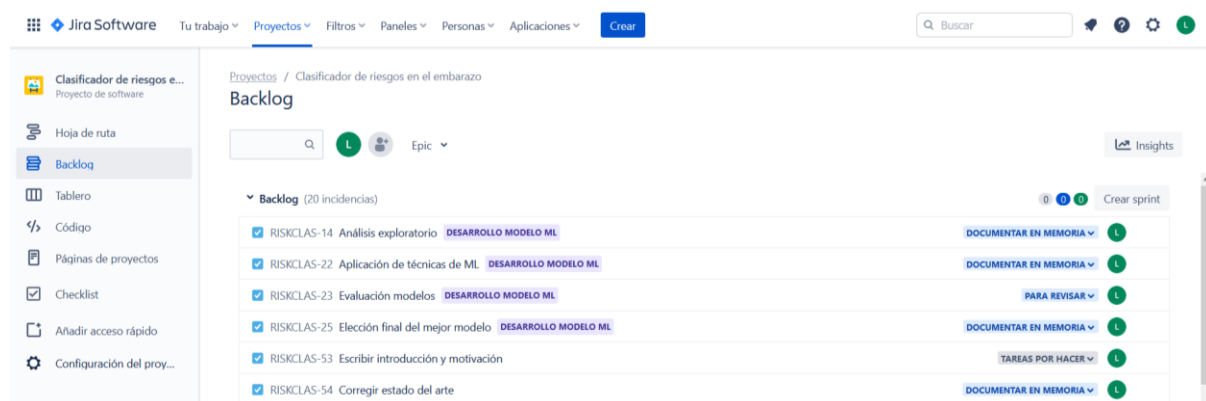 Jira Software Tu trabajo Proyectos Filtros Paneles Personas Aplicaciones Crear Buscar L
Clasificador de riesgos e...
Proyecto de software
Hoja de ruta
Backlog
Tablero
Código
Páginas de proyectos
Checklist
Añadir acceso rápido
Configuración del proy...
Proyectos / Clasificador de riesgos en el embarazo
Backlog
L Epic Insights
Backlog (20 incidencias) 0 0 0 Crear sprint
RISKCLAS-14 Análisis exploratorio DESARROLLO MODELO ML DOCUMENTAR EN MEMORIA L
RISKCLAS-22 Aplicación de técnicas de ML DESARROLLO MODELO ML DOCUMENTAR EN MEMORIA L
RISKCLAS-23 Evaluación modelos DESARROLLO MODELO ML PARA REVISAR L
RISKCLAS-25 Elección final del mejor modelo DESARROLLO MODELO ML DOCUMENTAR EN MEMORIA L
RISKCLAS-53 Escribir introducción y motivación TAREAS POR HACER L
RISKCLAS-54 Corregir estado del arte DOCUMENTAR EN MEMORIA L